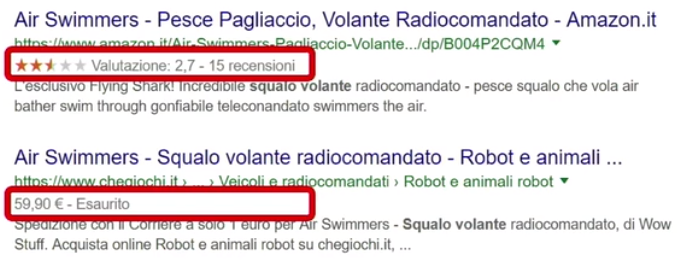 Air Swimmers - Pesce Pagliaccio, Volante Radiocomandato - Amazon.it
https://www.amazon.it/Air-Swimmers-Pagliaccio-Volante.../dp/B004P2CQM4
Valutazione: 2,7 - 15 recensioni
L'esclusivo Flying Shark! Incredibile squalo volante radiocomandato - pesce squalo che vola air
bather swim through gonfiabile teleconandato swimmers the air.
Air Swimmers - Squalo volante radiocomandato - Robot e animali ...
https://www.chegiochi.it › ... › Veicoli e radiocomandati › Robot e animali robot
59,90 € - Esaurito
Spedizione con il Corriere a solo 1 euro per Air Swimmers - Squalo volante radiocomandato, di Wow
Stuff. Acquista online Robot e animali robot su chegiochi.it, ...